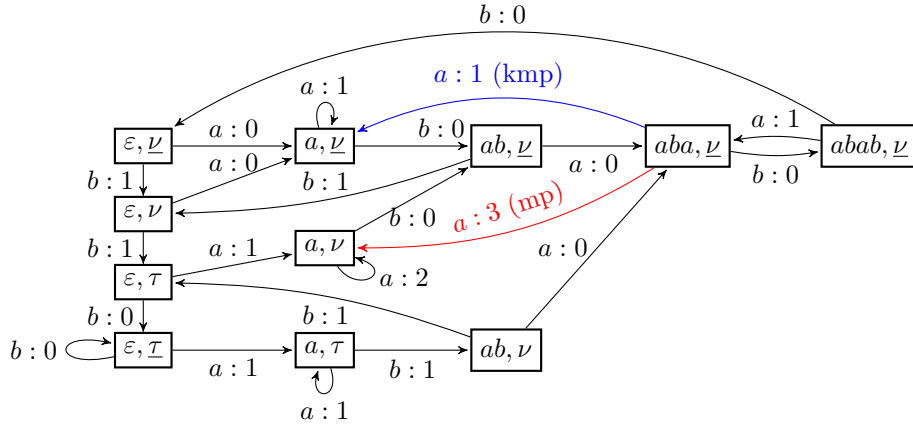 b : 0
a : 1 (kmp)
a : 1
ε, ν
a : 0
a, ν
b : 0
ab, ν
a : 0
aba, ν
a : 1
b : 0
abab, ν
b : 1
a : 0
b : 1
ε, ν
b : 0
a : 3 (mp)
b : 1
a : 1
a, ν
a : 2
a : 0
ε, τ
b : 0
b : 1
b : 0
ε, τ
a : 1
a, τ
b : 1
ab, ν
a : 1